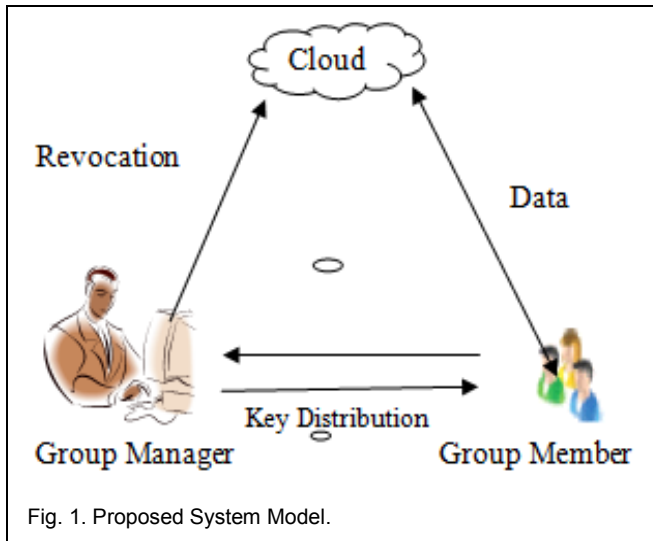 Cloud
Revocation
Data
Key Distribution
Group Manager
Group Member
Fig. 1. Proposed System Model.